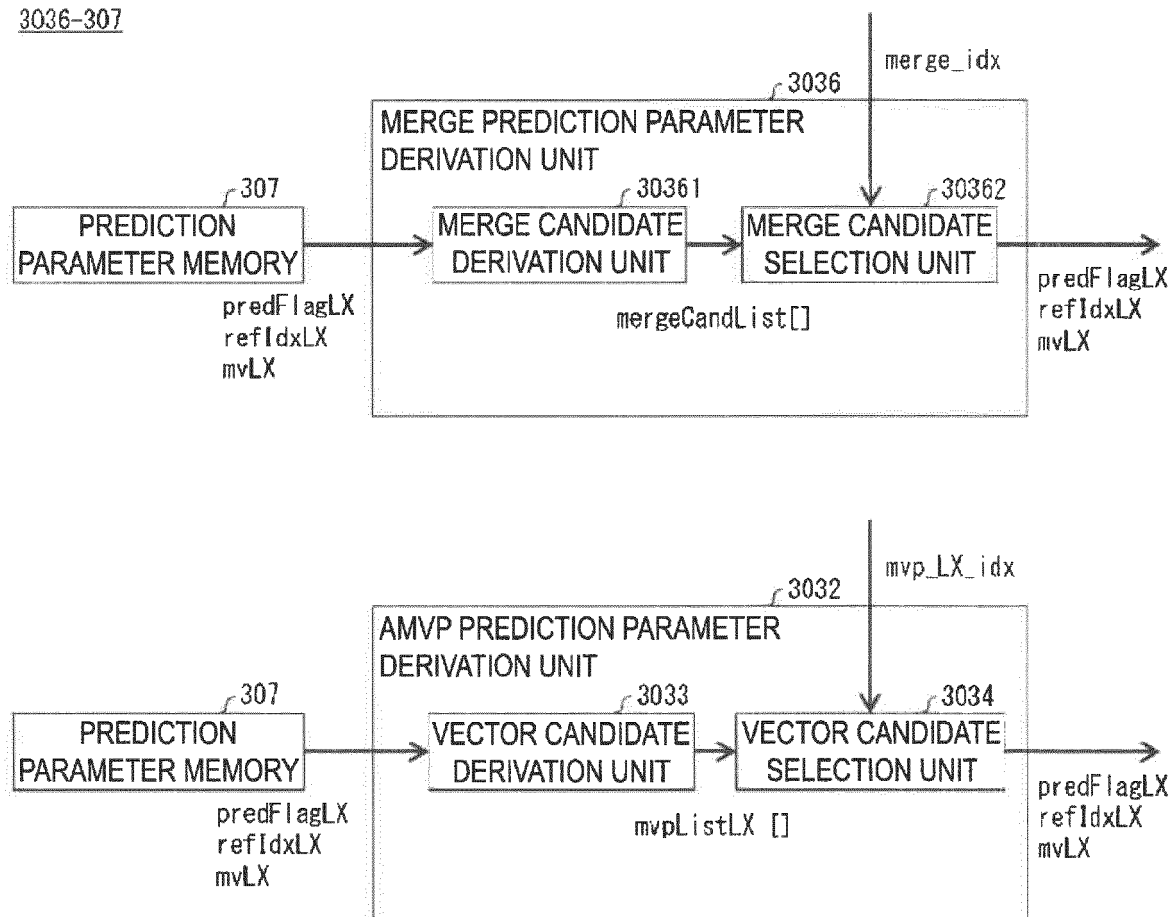 3036-307
merge_idx
3036
MERGE PREDICTION PARAMETER
DERIVATION UNIT
307
30361
30362
PREDICTION
PARAMETER MEMORY
MERGE CANDIDATE
DERIVATION UNIT
MERGE CANDIDATE
SELECTION UNIT
predFlagLX
refIdxLX
mvLX
mergeCandList[]
predFlagLX
refIdxLX
mvLX
mvp_LX_idx
3032
AMVP PREDICTION PARAMETER
DERIVATION UNIT
307
3033
3034
PREDICTION
PARAMETER MEMORY
VECTOR CANDIDATE
DERIVATION UNIT
VECTOR CANDIDATE
SELECTION UNIT
predFlagLX
refIdxLX
mvLX
mvpListLX []
predFlagLX
refIdxLX
mvLX